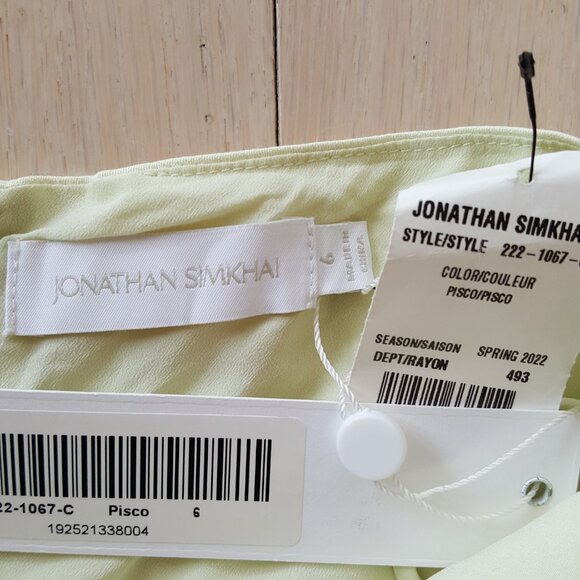 JONATHAN SIMKHAI
6
MADE IN
CHINA
JONATHAN SIMKHA
STYLE/STYLE 222-1067-
COLOR/COULEUR
PISCO/PISCO
SEASON/SAISON SPRING 2022
DEPT/RAYON 493
22-1067-C Pisco 6
192521338004